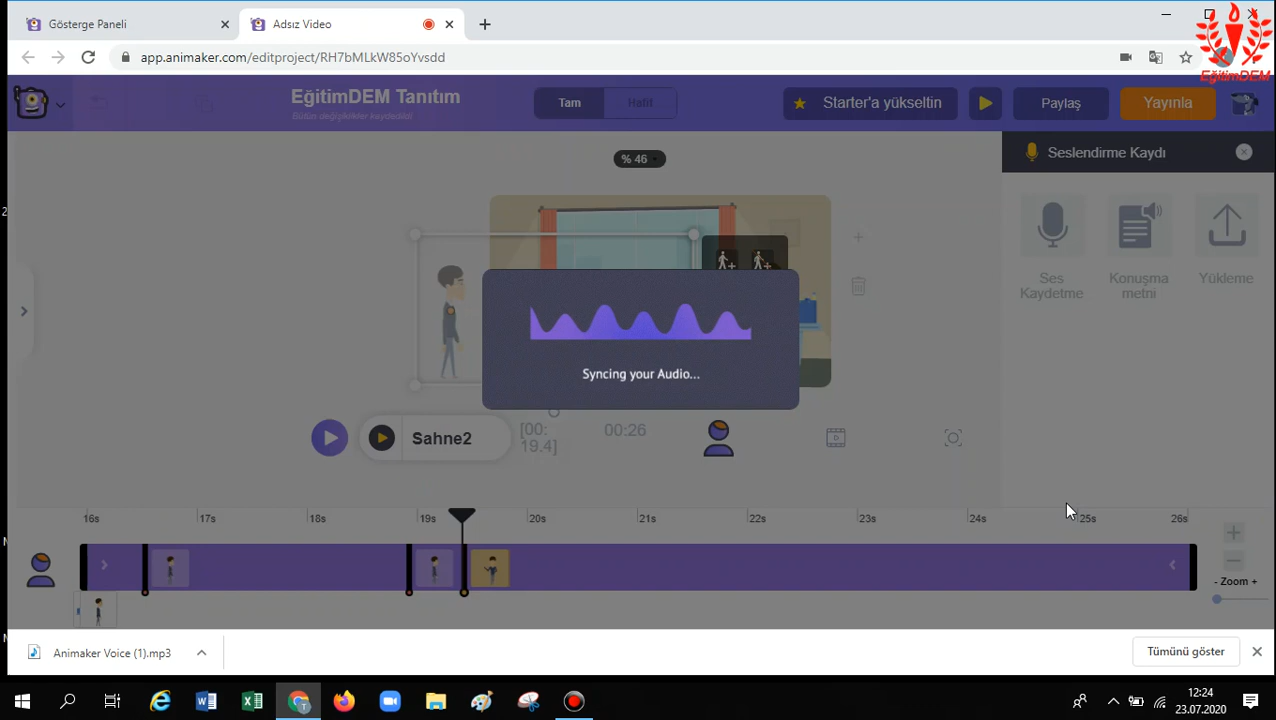 Gösterge Paneli
Adsız Video
EğitimDEM
app.animaker.com/editproject/RH7bMLkW85oYvsdd
EğitimDEM Tanıtım
Bütün değişiklikler kaydedildi
Tam
Hafif
Starter'a yükseltin
Paylaş
Yayınla
% 46
Seslendirme Kaydı
Ses Kaydetme
Konuşma metni
Yükleme
Syncing your Audio...
Sahne2
[00:
19.4]
00:26
16s 17s 18s 19s 20s 21s 22s 23s 24s 25s 26s
- Zoom +
Animaker Voice (1).mp3
Tümünü göster
12:24
23.07.2020